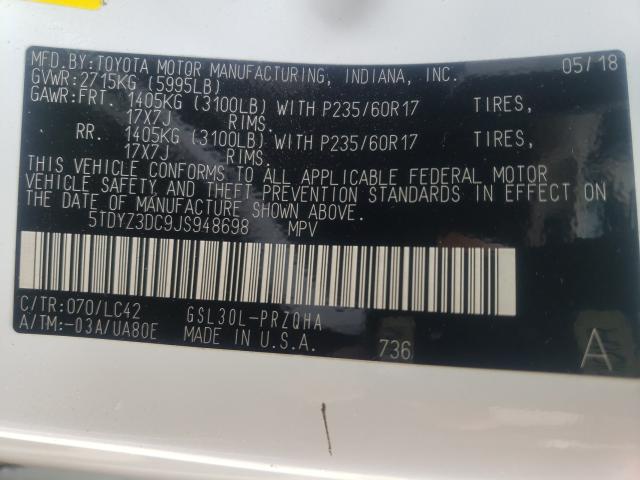 MFD.BY:TOYOTA MOTOR MANUFACTURING, INDIANA, INC. 05/18
GVWR:2715KG (5995LB)
GAWR:FRT. 1405KG (3100LB) WITH P235/60R17 TIRES,
17X7J RIMS.
RR. 1405KG (3100LB) WITH P235/60R17 TIRES,
17X7J RIMS.
THIS VEHICLE CONFORMS TO ALL APPLICABLE FEDERAL MOTOR
VEHICLE SAFETY AND THEFT PREVENTION STANDARDS IN EFFECT ON
THE DATE OF MANUFACTURE SHOWN ABOVE.
5TDYZ3DC9JS948698 MPV
C/TR:070/LC42 GSL30L-PRZQHA
A/TM:-03A/UA80E MADE IN U.S.A. 736 A